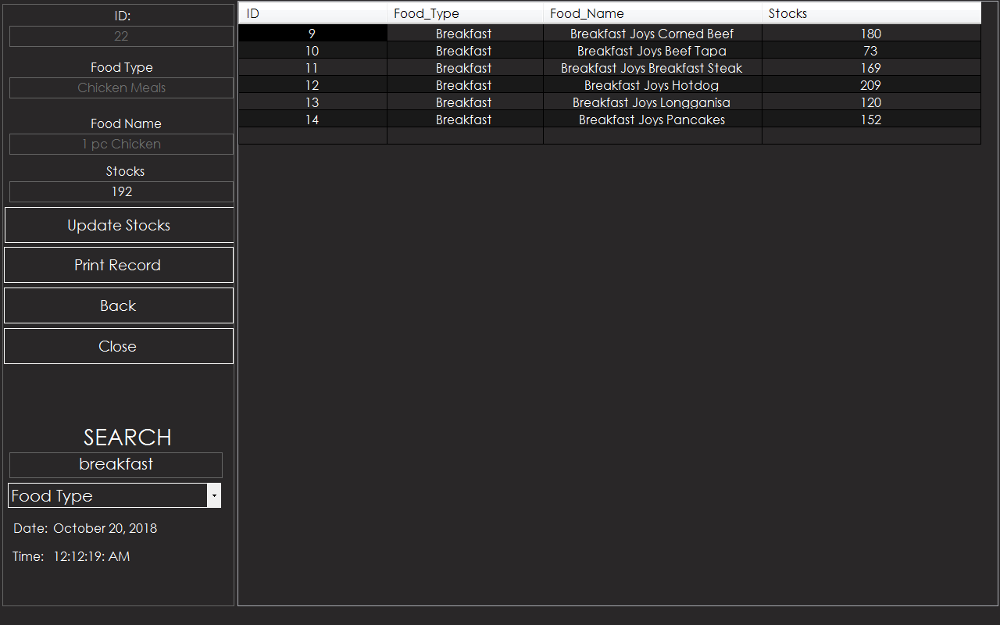 ID:
22
Food Type
Chicken Meals
Food Name
1 pc Chicken
Stocks
192
Update Stocks
Print Record
Back
Close
SEARCH
breakfast
Food Type
Date: October 20, 2018
Time: 12:12:19: AM
ID Food_Type Food_Name Stocks
9 Breakfast Breakfast Joys Corned Beef 180
10 Breakfast Breakfast Joys Beef Tapa 73
11 Breakfast Breakfast Joys Breakfast Steak 169
12 Breakfast Breakfast Joys Hotdog 209
13 Breakfast Breakfast Joys Longganisa 120
14 Breakfast Breakfast Joys Pancakes 152